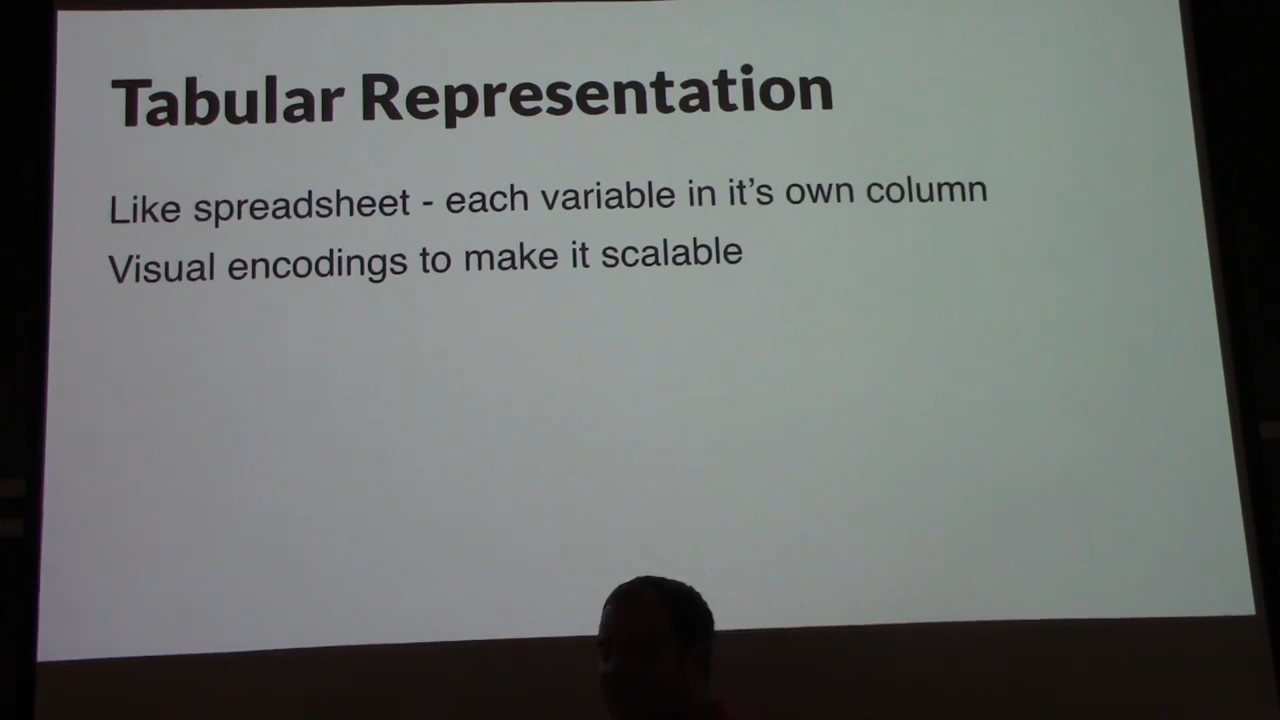 Tabular Representation
Like spreadsheet - each variable in it's own column
Visual encodings to make it scalable